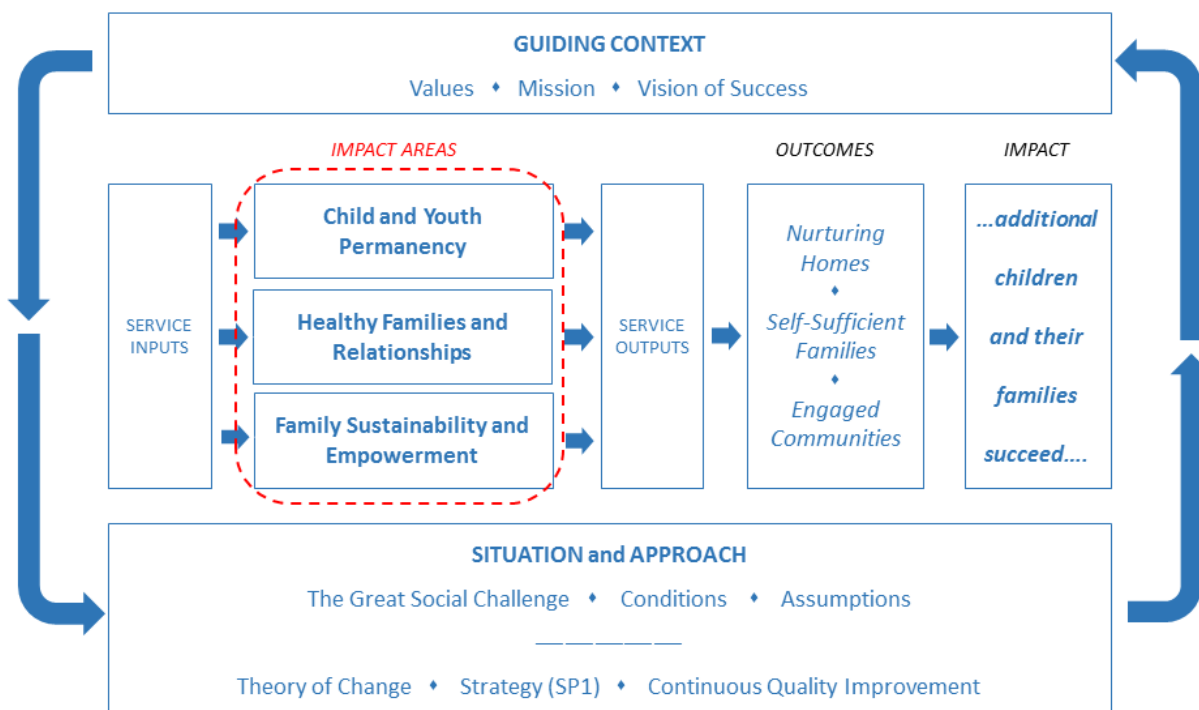 GUIDING CONTEXT
Values ♦ Mission ♦ Vision of Success
IMPACT AREAS
OUTCOMES
IMPACT
SERVICE
INPUTS
Child and Youth
Permanency
Healthy Families and
Relationships
Family Sustainability and
Empowerment
SERVICE
OUTPUTS
Nurturing
Homes
♦
Self-Sufficient
Families
♦
Engaged
Communities
...additional
children
and their
families
succeed....
SITUATION and APPROACH
The Great Social Challenge ♦ Conditions ♦ Assumptions
Theory of Change ♦ Strategy (SP1) ♦ Continuous Quality Improvement